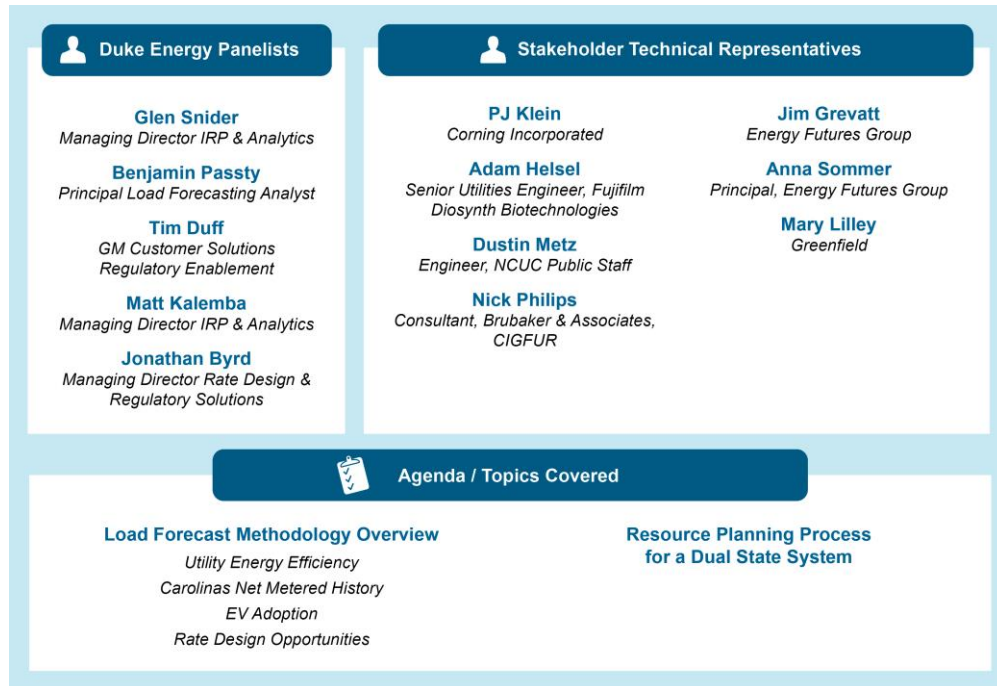 Duke Energy Panelists
Glen Snider
Managing Director IRP & Analytics
Benjamin Passty
Principal Load Forecasting Analyst
Tim Duff
GM Customer Solutions
Regulatory Enablement
Matt Kalemba
Managing Director IRP & Analytics
Jonathan Byrd
Managing Director Rate Design &
Regulatory Solutions
Stakeholder Technical Representatives
PJ Klein
Corning Incorporated
Adam Helsel
Senior Utilities Engineer, Fujifilm
Diosynth Biotechnologies
Dustin Metz
Engineer, NCUC Public Staff
Nick Philips
Consultant, Brubaker & Associates,
CIGFUR
Jim Grevatt
Energy Futures Group
Anna Sommer
Principal, Energy Futures Group
Mary Lilley
Greenfield
Agenda / Topics Covered
Load Forecast Methodology Overview
Utility Energy Efficiency
Carolinas Net Metered History
EV Adoption
Rate Design Opportunities
Resource Planning Process
for a Dual State System